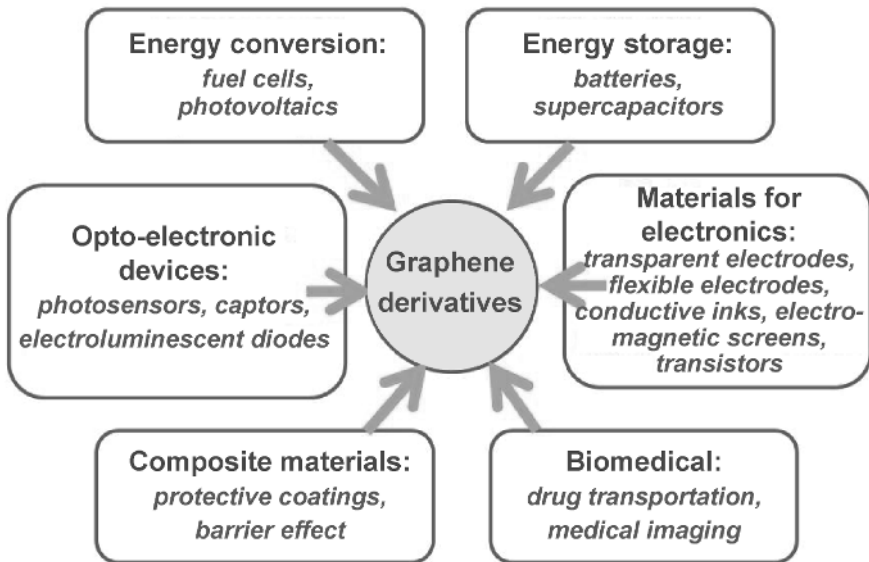 Energy conversion:
fuel cells,
photovoltaics
Energy storage:
batteries,
supercapacitors
Opto-electronic
devices:
photosensors, captors,
electroluminescent diodes
Graphene
derivatives
Materials for
electronics:
transparent electrodes,
flexible electrodes,
conductive inks, electro-
magnetic screens,
transistors
Composite materials:
protective coatings,
barrier effect
Biomedical:
drug transportation,
medical imaging